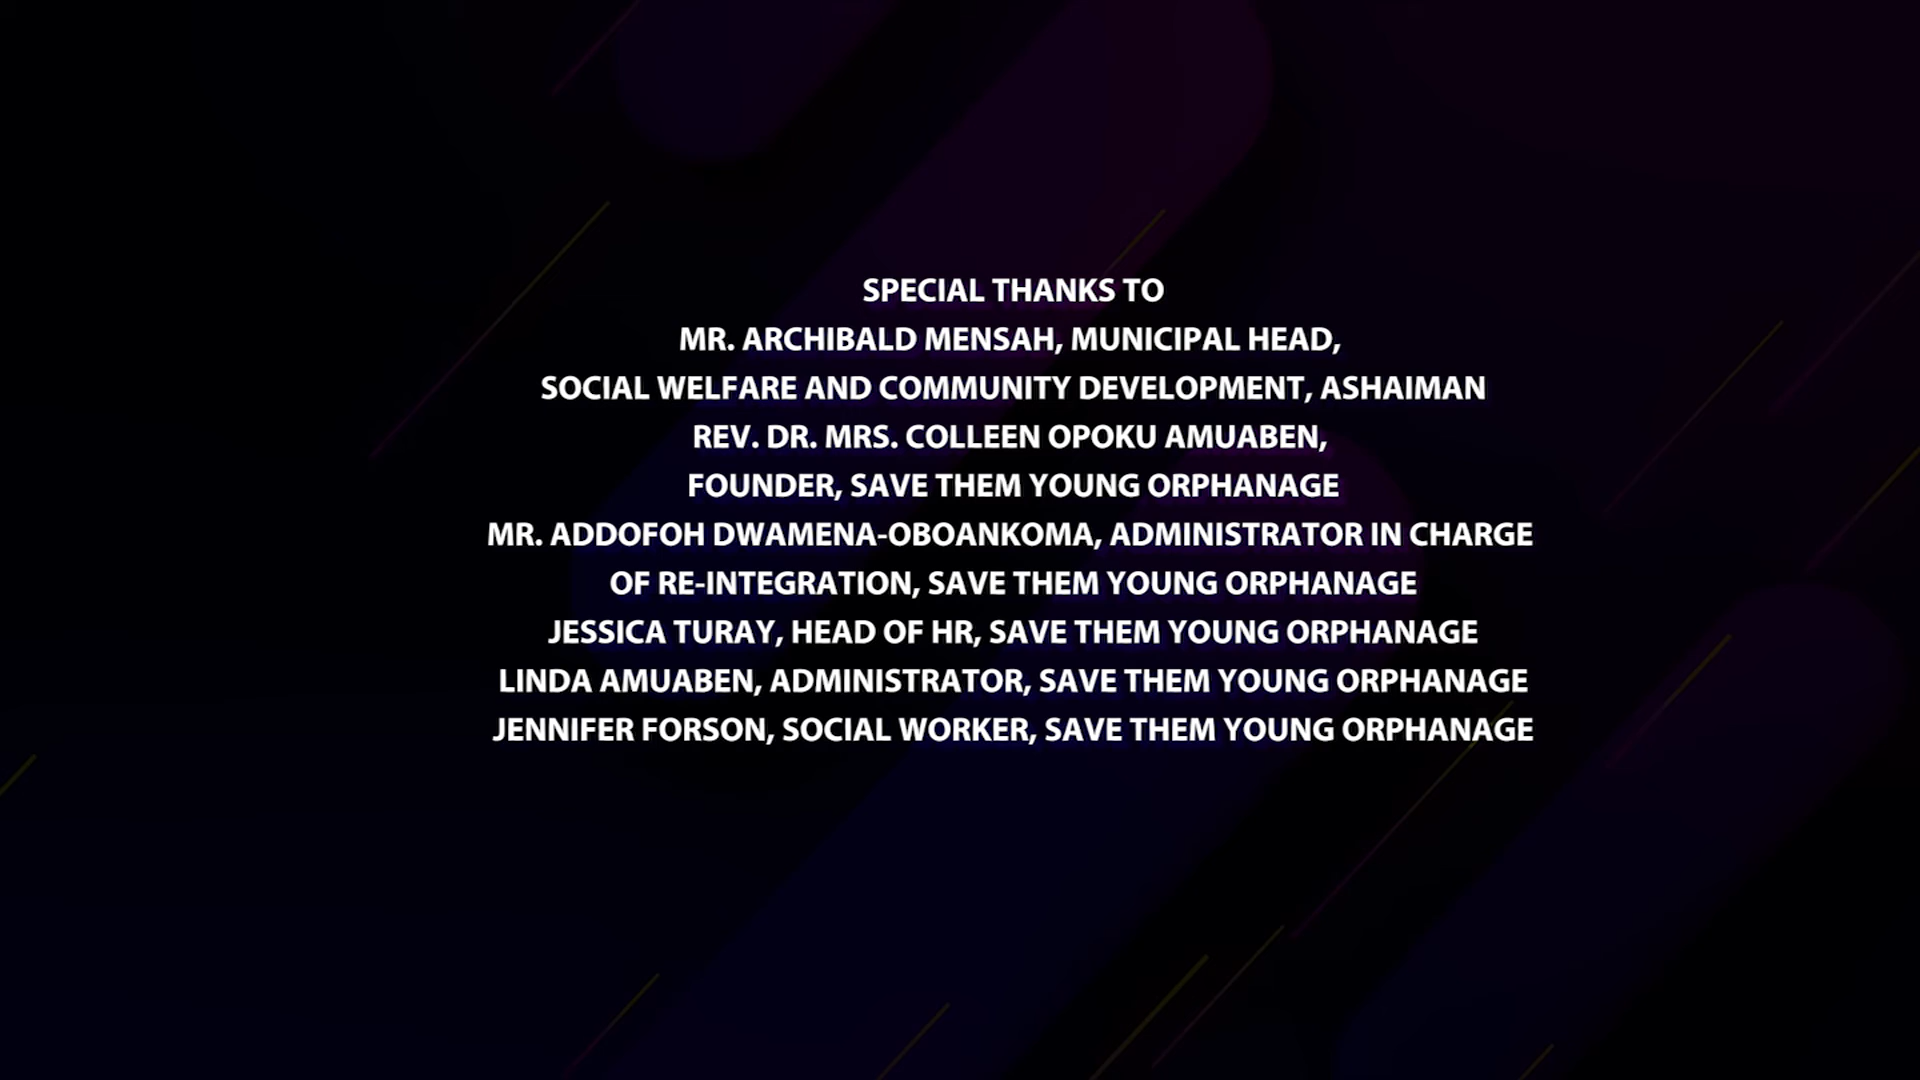 SPECIAL THANKS TO
MR. ARCHIBALD MENSAH, MUNICIPAL HEAD,
SOCIAL WELFARE AND COMMUNITY DEVELOPMENT, ASHAIMAN
REV. DR. MRS. COLLEEN OPOKU AMUABEN,
FOUNDER, SAVE THEM YOUNG ORPHANAGE
MR. ADDOFOH DWAMENA-OBOANKOMA, ADMINISTRATOR IN CHARGE
OF RE-INTEGRATION, SAVE THEM YOUNG ORPHANAGE
JESSICA TURAY, HEAD OF HR, SAVE THEM YOUNG ORPHANAGE
LINDA AMUABEN, ADMINISTRATOR, SAVE THEM YOUNG ORPHANAGE
JENNIFER FORSON, SOCIAL WORKER, SAVE THEM YOUNG ORPHANAGE